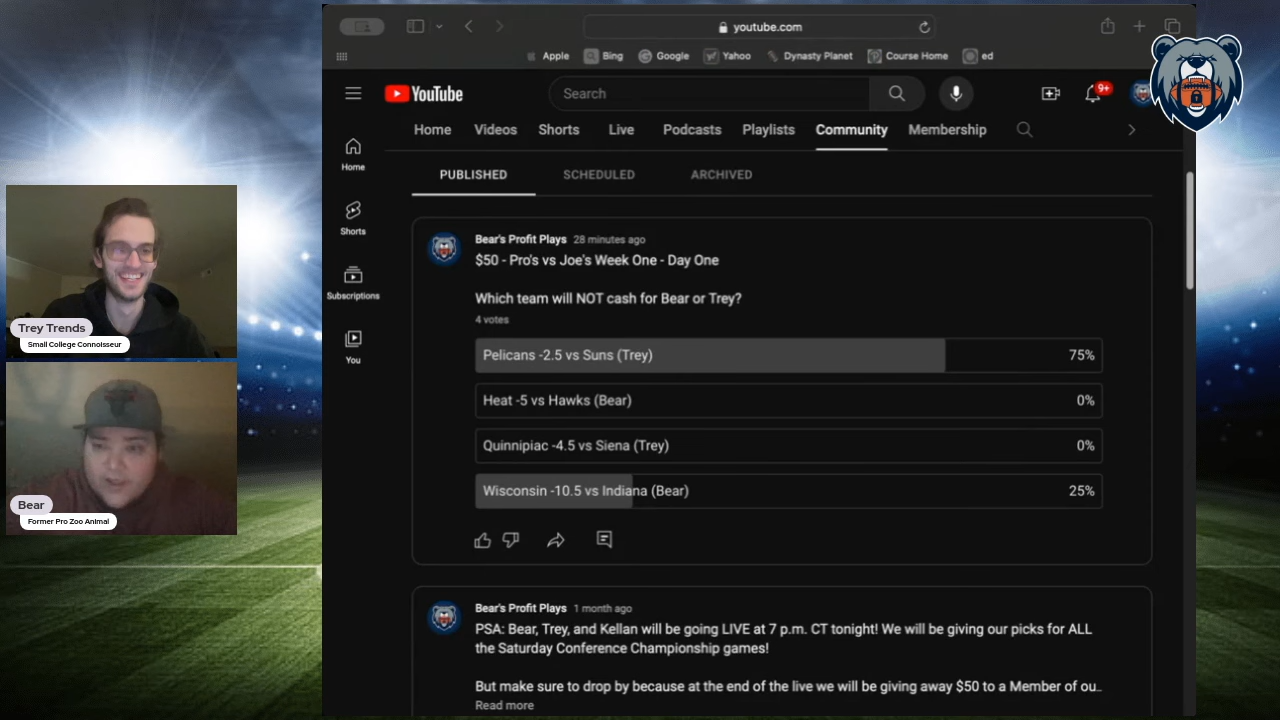 youtube.com
Apple Bing Google Yahoo Dynasty Planet Course Home ed
YouTube Search 9+
Home Videos Shorts Live Podcasts Playlists Community Membership
Home
Shorts
Subscriptions
You
PUBLISHED SCHEDULED ARCHIVED
Bear's Profit Plays 28 minutes ago
$50 - Pro's vs Joe's Week One - Day One
Which team will NOT cash for Bear or Trey?
4 votes
Pelicans -2.5 vs Suns (Trey) 75%
Heat -5 vs Hawks (Bear) 0%
Quinnipiac -4.5 vs Siena (Trey) 0%
Wisconsin -10.5 vs Indiana (Bear) 25%
Bear's Profit Plays 1 month ago
PSA: Bear, Trey, and Kellan will be going LIVE at 7 p.m. CT tonight! We will be giving our picks for ALL
the Saturday Conference Championship games!
But make sure to drop by because at the end of the live we will be giving away $50 to a Member of ou...
Read more
Trey Trends
Small College Connoisseur
Bear
Former Pro Zoo Animal